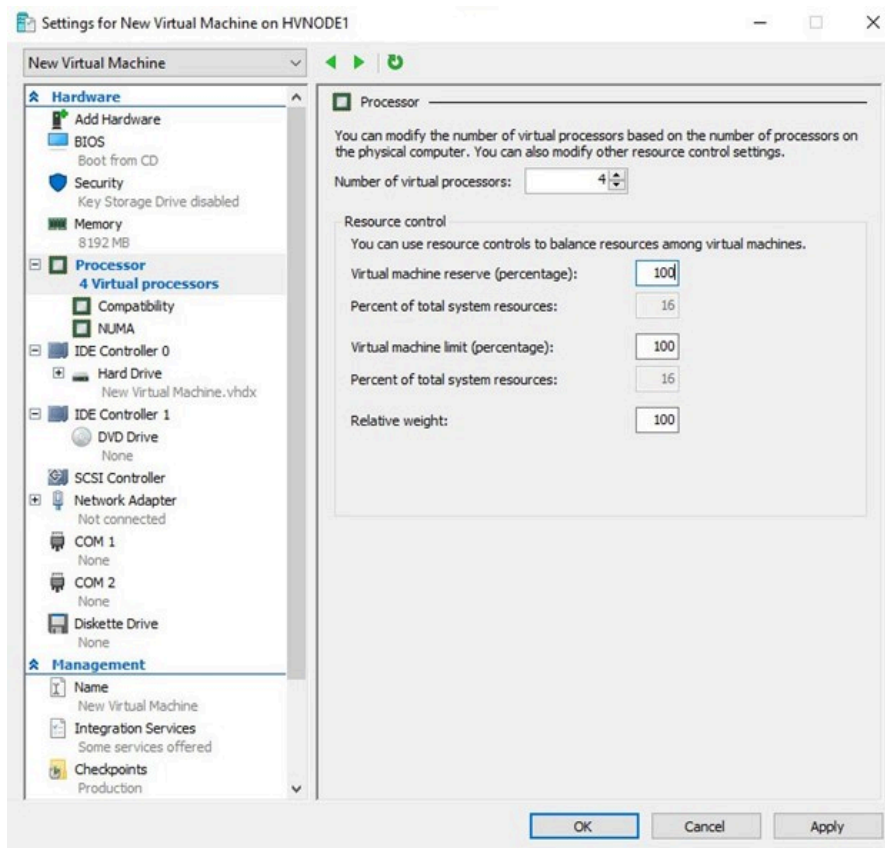 Settings for New Virtual Machine on HVNODE1
New Virtual Machine
Hardware
Add Hardware
BIOS
Boot from CD
Security
Key Storage Drive disabled
Memory
8192 MB
Processor
4 Virtual processors
Compatibility
NUMA
IDE Controller 0
Hard Drive
New Virtual Machine.vhdx
IDE Controller 1
DVD Drive
None
SCSI Controller
Network Adapter
Not connected
COM 1
None
COM 2
None
Diskette Drive
None
Management
Name
New Virtual Machine
Integration Services
Some services offered
Checkpoints
Production
Processor
You can modify the number of virtual processors based on the number of processors on
the physical computer. You can also modify other resource control settings.
Number of virtual processors: 4
Resource control
You can use resource controls to balance resources among virtual machines.
Virtual machine reserve (percentage): 100
Percent of total system resources: 16
Virtual machine limit (percentage): 100
Percent of total system resources: 16
Relative weight: 100
OK Cancel Apply